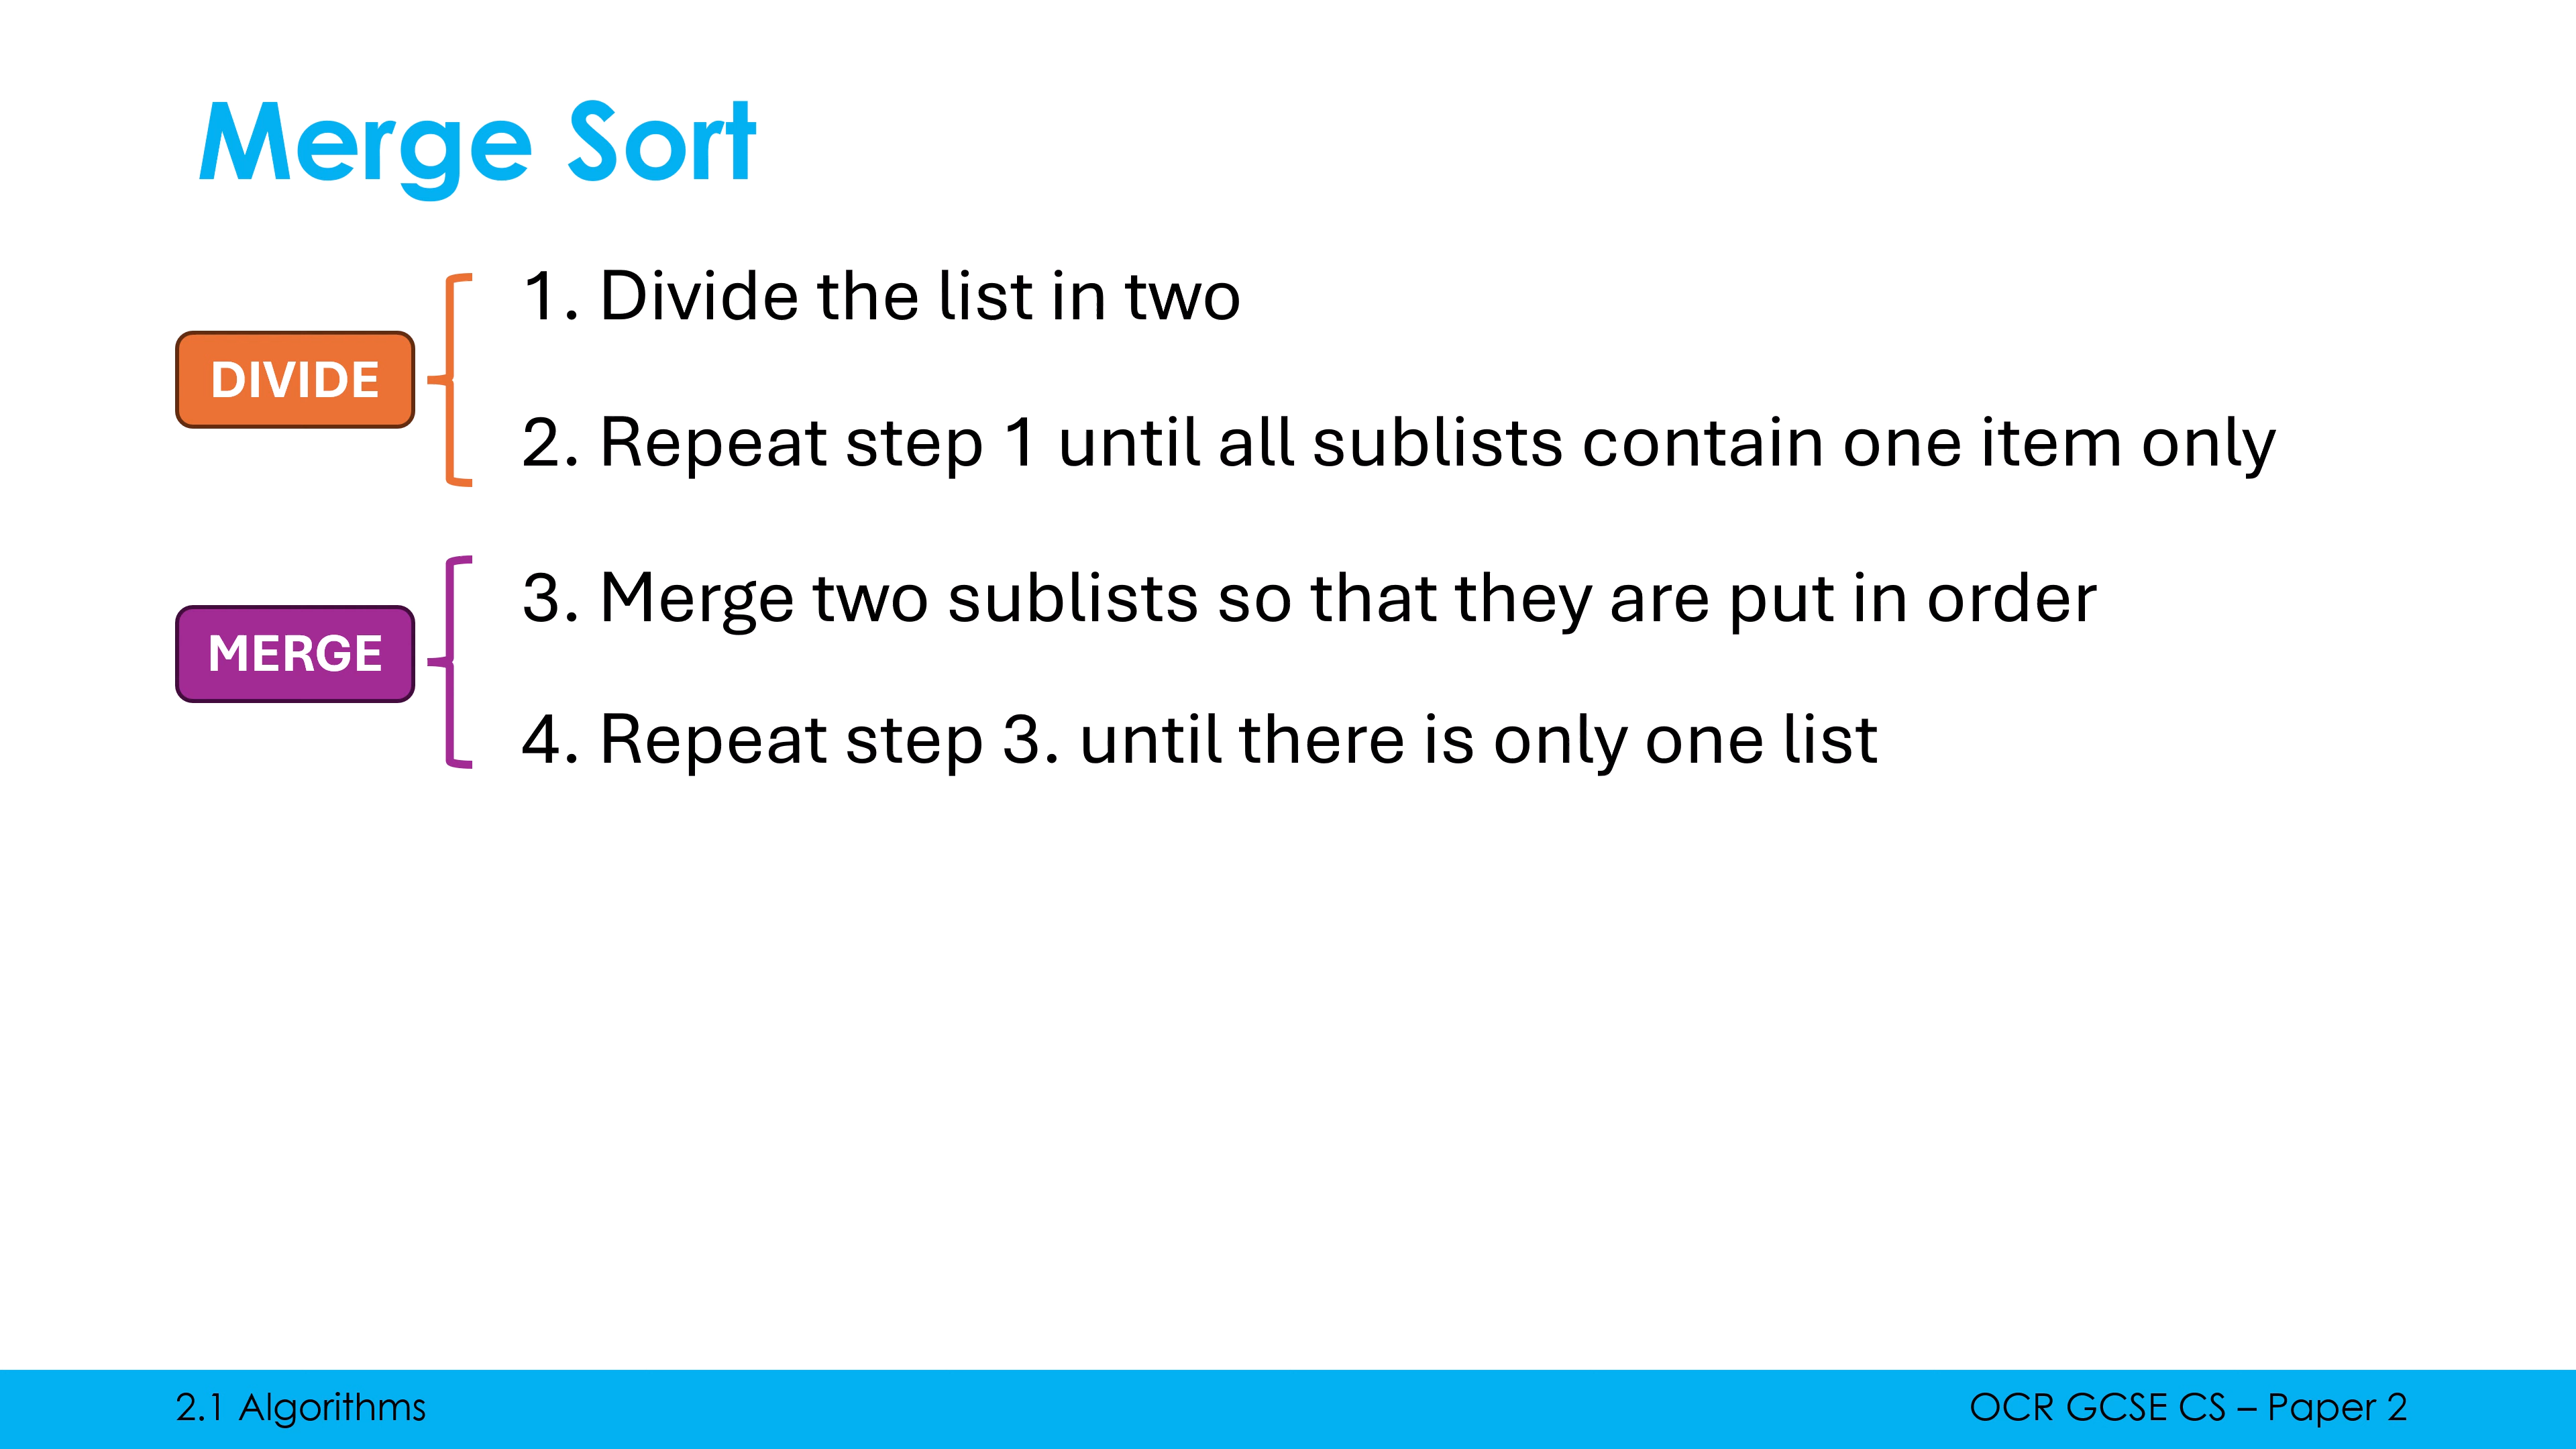 Merge Sort
1. Divide the list in two
DIVIDE
2. Repeat step 1 until all sublists contain one item only
3. Merge two sublists so that they are put in order
MERGE
4. Repeat step 3. until there is only one list
2.1 Algorithms
OCR GCSE CS – Paper 2